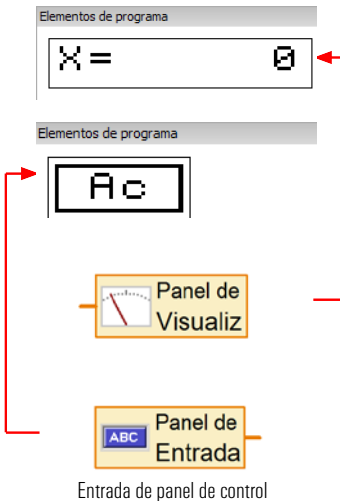 Elementos de programa
X= 0
Elementos de programa
Ac
Panel de
Visualiz
ABC
Panel de
Entrada
Entrada de panel de control